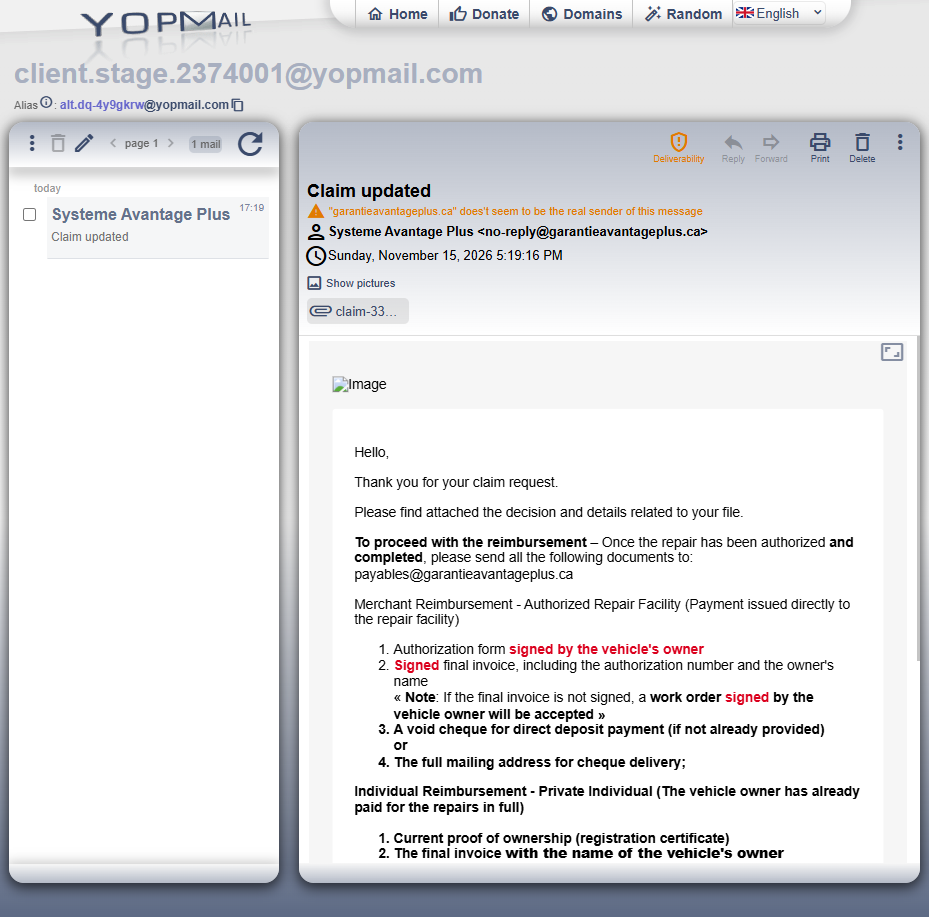 YOPMAIL
Home
Donate
Domains
Random
English
client.stage.2374001@yopmail.com
Alias : alt.dq-4y9gkrw@yopmail.com
page 1
1 mail
today
Systeme Avantage Plus
17:19
Claim updated
Deliverability
Reply
Forward
Print
Delete
Claim updated
"garantieavantageplus.ca" does't seem to be the real sender of this message
Systeme Avantage Plus <no-reply@garantieavantageplus.ca>
Sunday, November 15, 2026 5:19:16 PM
Show pictures
claim-33...
Image
Hello,
Thank you for your claim request.
Please find attached the decision and details related to your file.
To proceed with the reimbursement – Once the repair has been authorized and
completed, please send all the following documents to:
payables@garantieavantageplus.ca
Merchant Reimbursement - Authorized Repair Facility (Payment issued directly to
the repair facility)
1. Authorization form signed by the vehicle's owner
2. Signed final invoice, including the authorization number and the owner's
name
« Note: If the final invoice is not signed, a work order signed by the
vehicle owner will be accepted »
3. A void cheque for direct deposit payment (if not already provided)
or
4. The full mailing address for cheque delivery;
Individual Reimbursement - Private Individual (The vehicle owner has already
paid for the repairs in full)
1. Current proof of ownership (registration certificate)
2. The final invoice with the name of the vehicle's owner